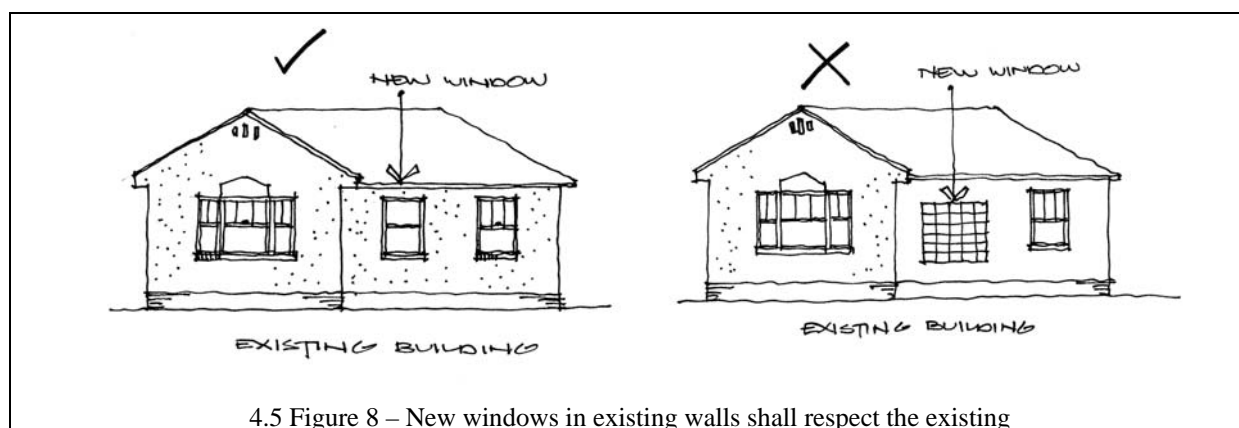 NEW WINDOW
EXISTING BUILDING
NEW WINDOW
EXISTING BUILDING
4.5 Figure 8 – New windows in existing walls shall respect the existing